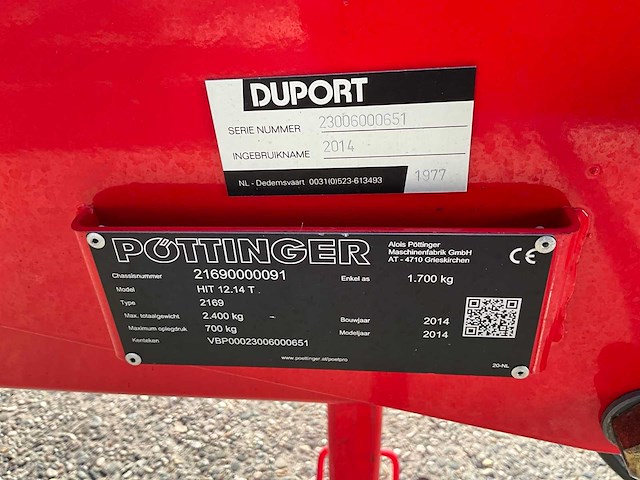 DUPORT
SERIE NUMMER 23006000651
INGEBRUIKNAME 2014
NL - Dedemsvaart 0031(0)523-613493 1977
PÖTTINGER
Alois Pöttinger
Maschinenfabrik GmbH
AT - 4710 Grieskirchen
CE
Chassisnummer 21690000091 Enkel as 1.700 kg
Model HIT 12.14 T
Type 2169
Max. totaalgewicht 2.400 kg Bouwjaar 2014
Maximum oplegdruk 700 kg Modeljaar 2014
Kenteken VBP00023006000651
www.poettinger.at/poetpro
20-NL